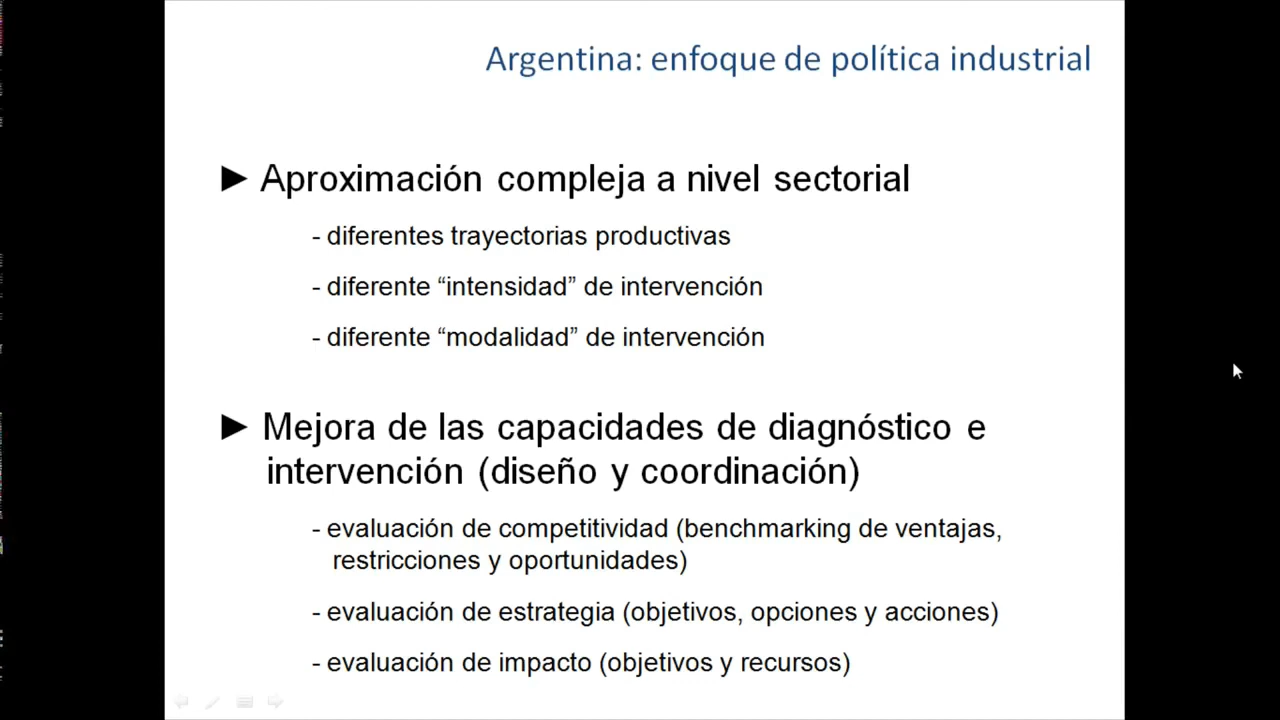 Argentina: enfoque de política industrial
► Aproximación compleja a nivel sectorial
- diferentes trayectorias productivas
- diferente “intensidad” de intervención
- diferente “modalidad” de intervención
► Mejora de las capacidades de diagnóstico e
intervención (diseño y coordinación)
- evaluación de competitividad (benchmarking de ventajas,
restricciones y oportunidades)
- evaluación de estrategia (objetivos, opciones y acciones)
- evaluación de impacto (objetivos y recursos)